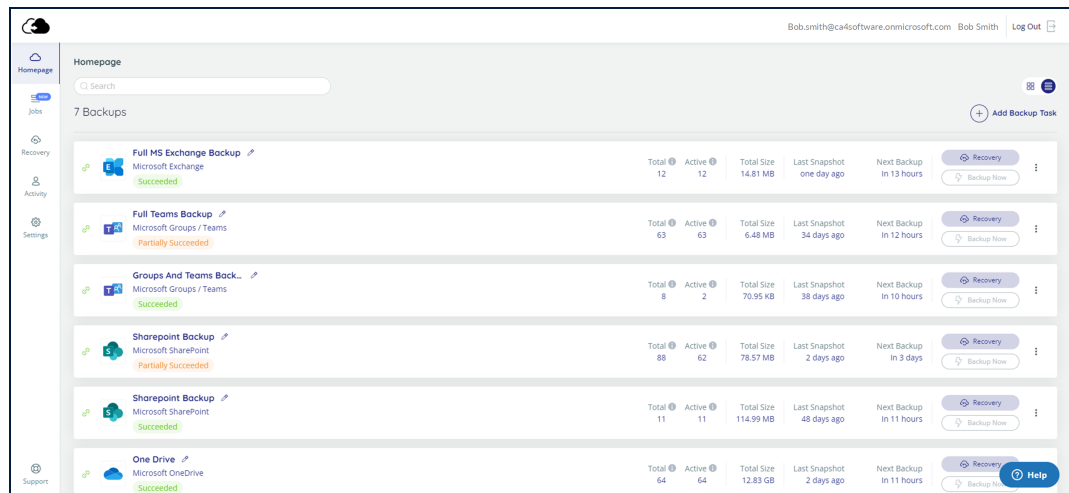 Bob.smith@ca4software.onmicrosoft.com Bob Smith Log Out
Homepage
NEW
Jobs
Recovery
Activity
Settings
Support
Homepage
Search
7 Backups
Add Backup Task
Full MS Exchange Backup
Microsoft Exchange
Succeeded
Total Active Total Size Last Snapshot Next Backup
12 12 14.81 MB one day ago In 13 hours
Recovery
Backup Now
Full Teams Backup
Microsoft Groups / Teams
Partially Succeeded
Total Active Total Size Last Snapshot Next Backup
63 63 6.48 MB 34 days ago In 12 hours
Recovery
Backup Now
Groups And Teams Back...
Microsoft Groups / Teams
Succeeded
Total Active Total Size Last Snapshot Next Backup
8 2 70.95 KB 38 days ago In 10 hours
Recovery
Backup Now
Sharepoint Backup
Microsoft SharePoint
Partially Succeeded
Total Active Total Size Last Snapshot Next Backup
88 62 78.57 MB 2 days ago In 3 days
Recovery
Backup Now
Sharepoint Backup
Microsoft SharePoint
Succeeded
Total Active Total Size Last Snapshot Next Backup
11 11 114.99 MB 48 days ago In 11 hours
Recovery
Backup Now
One Drive
Microsoft OneDrive
Succeeded
Total Active Total Size Last Snapshot Next Backup
64 64 12.83 GB 2 days ago In 11 hours
Recovery
Backup Now
Help